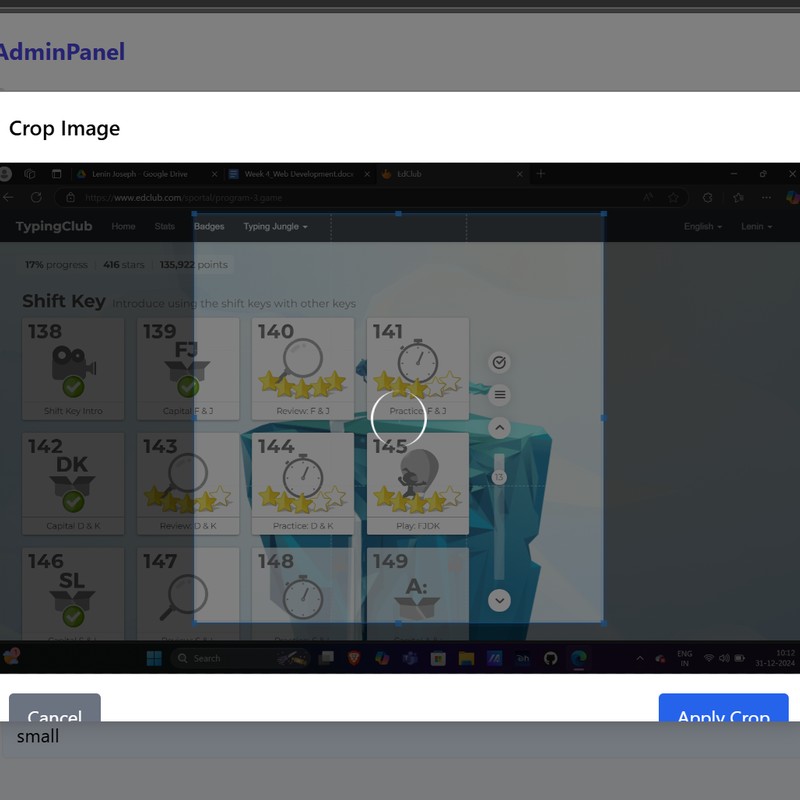 AdminPanel
Crop Image
Lenin Joseph - Google Drive
Week 4_Web Development.docx
EdClub
https://www.edclub.com/sportal/program-3.game
TypingClub Home Stats Badges Typing Jungle English Lenin
17% progress 416 stars 135,922 points
Shift Key Introduce using the shift keys with other keys
138 139 140 141
FJ
Shift Key Intro Capital F & J Review: F & J Practice: F & J
142 143 144 145
DK
13
Capital D & K Review: D & K Practice: D & K Play: FJDK
146 147 148 149
SL A:
Search
ENG
IN
10:12
31-12-2024
Cancel Apply Crop
small